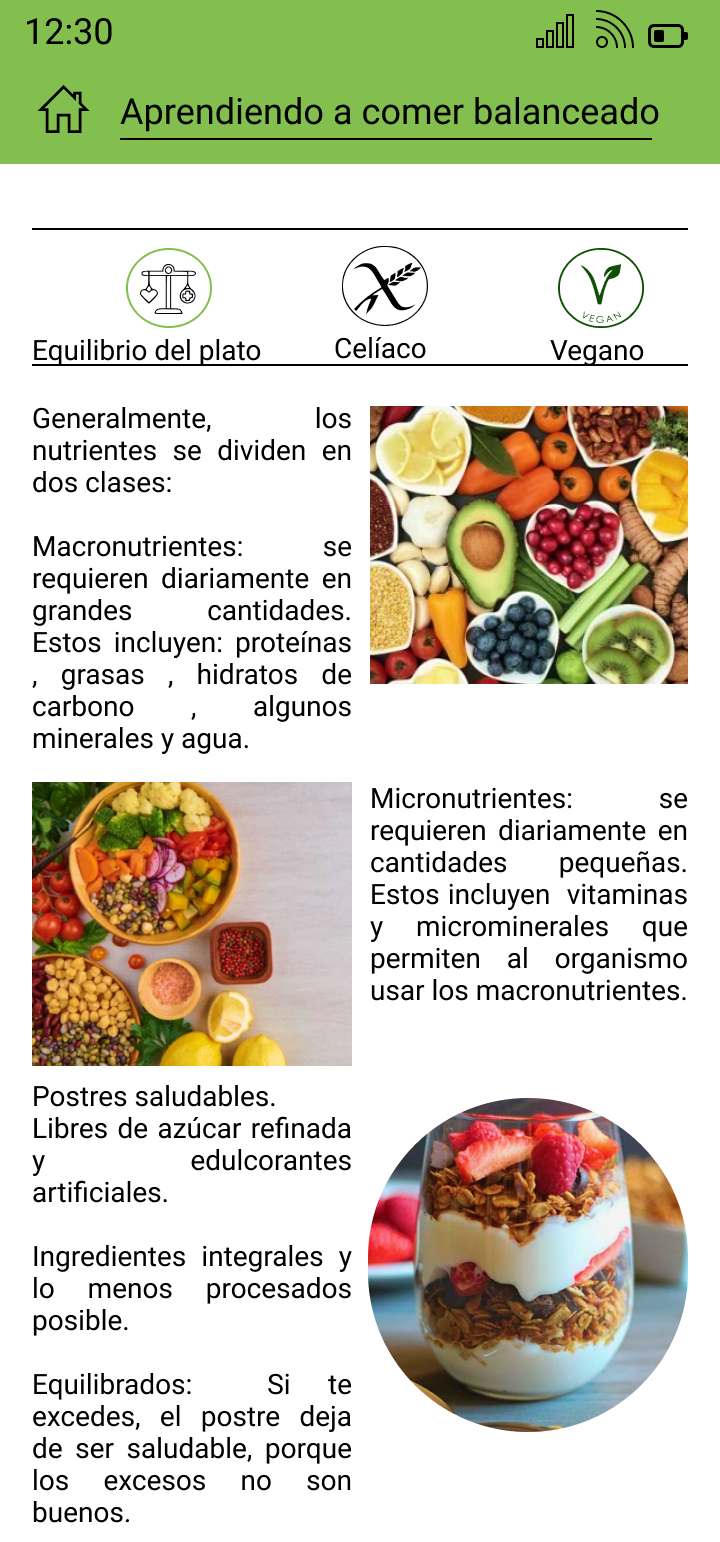 12:30
Aprendiendo a comer balanceado
VEGAN
Equilibrio del plato
Celíaco
Vegano
Generalmente, los
nutrientes se dividen en
dos clases:
Macronutrientes: se
requieren diariamente en
grandes cantidades.
Estos incluyen: proteínas
, grasas , hidratos de
carbono , algunos
minerales y agua.
Micronutrientes: se
requieren diariamente en
cantidades pequeñas.
Estos incluyen vitaminas
y microminerales que
permiten al organismo
usar los macronutrientes.
Postres saludables.
Libres de azúcar refinada
y edulcorantes
artificiales.
Ingredientes integrales y
lo menos procesados
posible.
Equilibrados: Si te
excedes, el postre deja
de ser saludable, porque
los excesos no son
buenos.